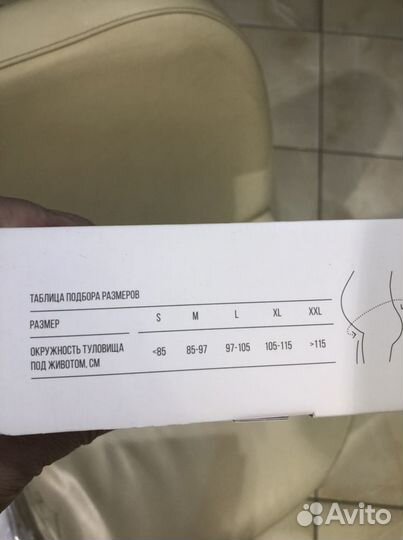 ТАБЛИЦА ПОДБОРА РАЗМЕРОВ
РАЗМЕР S M L XL XXL
ОКРУЖНОСТЬ ТУЛОВИЩА
ПОД ЖИВОТОМ, СМ <85 85-97 97-105 105-115 >115
Avito